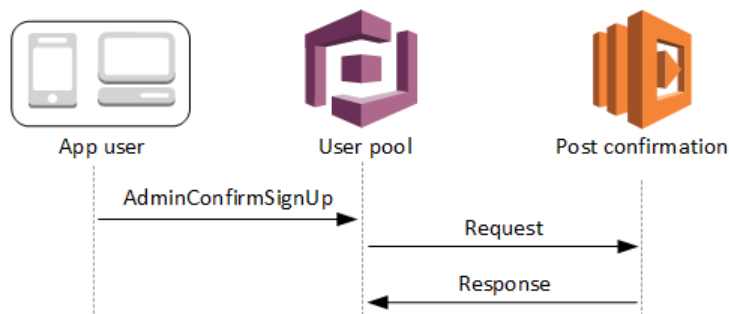 App user
User pool
Post confirmation
AdminConfirmSignUp
Request
Response